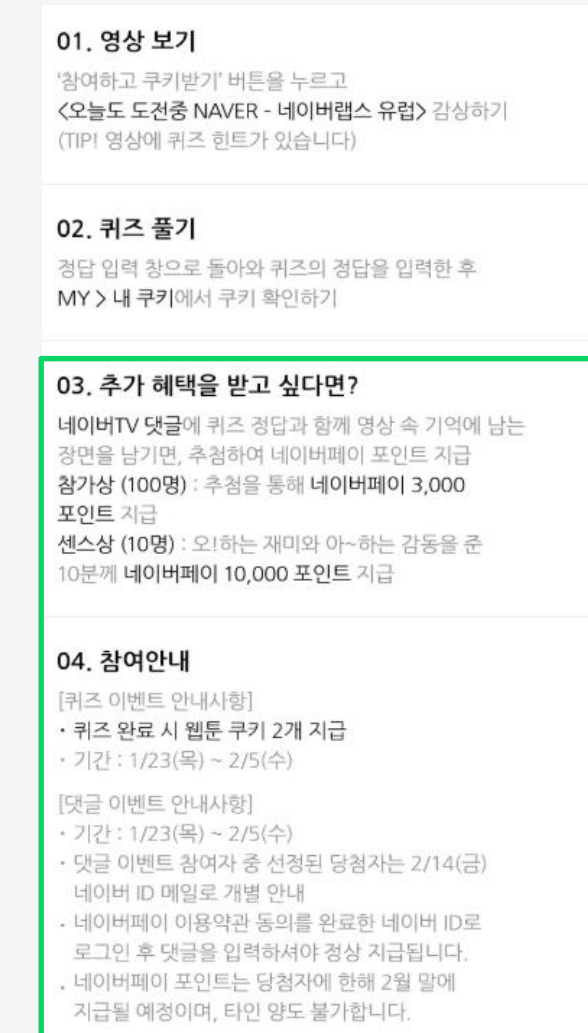 01. 영상 보기
'참여하고 쿠키받기' 버튼을 누르고
<오늘도 도전중 NAVER - 네이버랩스 유럽> 감상하기
(TIP! 영상에 퀴즈 힌트가 있습니다)
02. 퀴즈 풀기
정답 입력 창으로 돌아와 퀴즈의 정답을 입력한 후
MY > 내 쿠키에서 쿠키 확인하기
03. 추가 혜택을 받고 싶다면?
네이버TV 댓글에 퀴즈 정답과 함께 영상 속 기억에 남는
장면을 남기면, 추첨하여 네이버페이 포인트 지급
참가상 (100명) : 추첨을 통해 네이버페이 3,000
포인트 지급
센스상 (10명) : 오!하는 재미와 아~하는 감동을 준
10분께 네이버페이 10,000 포인트 지급
04. 참여안내
[퀴즈 이벤트 안내사항]
• 퀴즈 완료 시 웹툰 쿠키 2개 지급
• 기간 : 1/23(목) ~ 2/5(수)
[댓글 이벤트 안내사항]
• 기간 : 1/23(목) ~ 2/5(수)
• 댓글 이벤트 참여자 중 선정된 당첨자는 2/14(금)
네이버 ID 메일로 개별 안내
• 네이버페이 이용약관 동의를 완료한 네이버 ID로
로그인 후 댓글을 입력하셔야 정상 지급됩니다.
• 네이버페이 포인트는 당첨자에 한해 2월 말에
지급될 예정이며, 타인 양도 불가합니다.